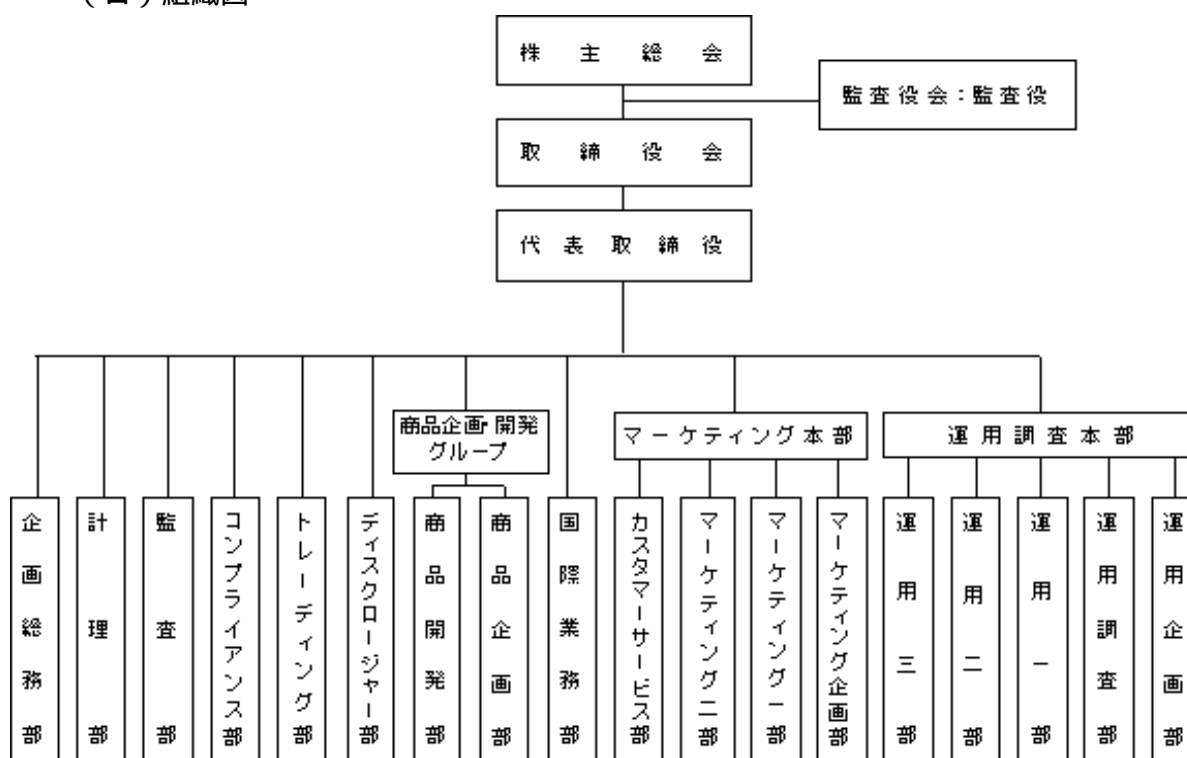 (ロ)組織図
株主総会
監査役会:監査役
取締役会
代表取締役
商品企画・開発
グループ
マーケティング本部
運用調査本部
企画総務部
計理部
監査部
コンプライアンス部
トレーディング部
ディスクロージャー部
商品開発部
商品企画部
国際業務部
カスタマーサービス部
マーケティング二部
マーケティング一部
マーケティング企画部
運用三部
運用二部
運用一部
運用調査部
運用企画部